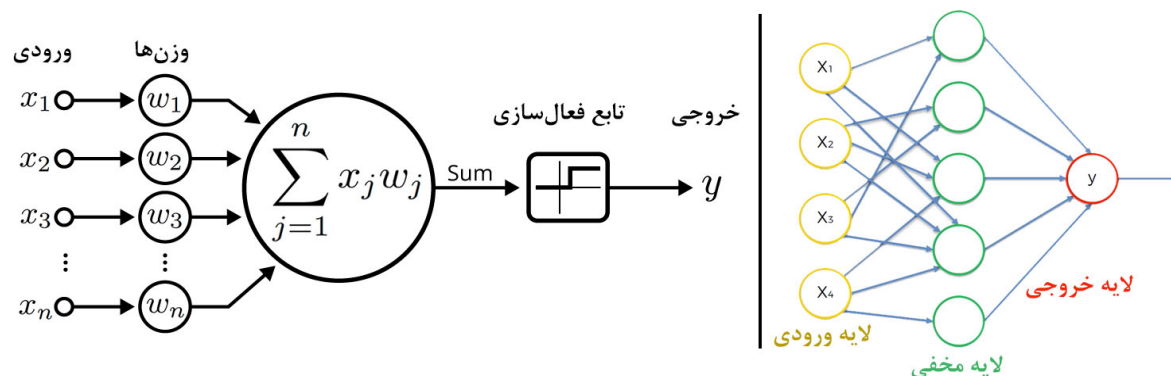 ورودی
وزن‌ها
x₁
w₁
x₂
w₂
x₃
w₃
⋮
⋮
xₙ
wₙ
n
∑ xⱼwⱼ
j=1
Sum
تابع فعال‌سازی
خروجی
y
X₁
X₂
X₃
X₄
y
لایه ورودی
لایه مخفی
لایه خروجی